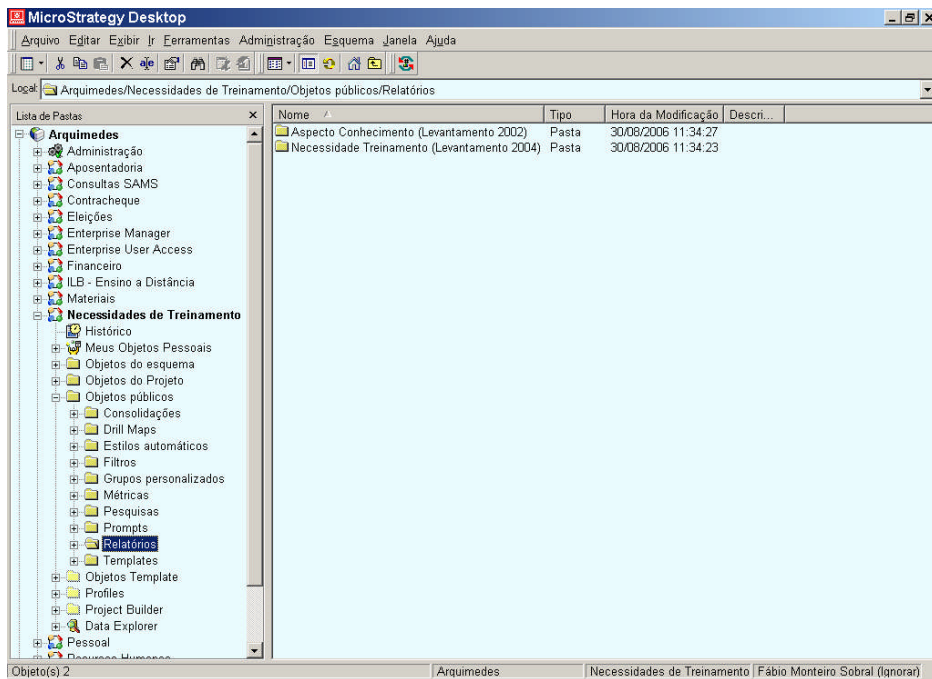 MicroStrategy Desktop
Arquivo Editar Exibir Ir Ferramentas Administração Esquema Janela Ajuda
Local: Arquimedes/Necessidades de Treinamento/Objetos públicos/Relatórios
Lista de Pastas
Arquimedes
Administração
Aposentadoria
Consultas SAMS
Contracheque
Eleições
Enterprise Manager
Enterprise User Access
Financeiro
ILB - Ensino a Distância
Materiais
Necessidades de Treinamento
Histórico
Meus Objetos Pessoais
Objetos do esquema
Objetos do Projeto
Objetos públicos
Consolidações
Drill Maps
Estilos automáticos
Filtros
Grupos personalizados
Métricas
Pesquisas
Prompts
Relatórios
Templates
Objetos Template
Profiles
Project Builder
Data Explorer
Pessoal
Recursos Humanos
Nome Tipo Hora da Modificação Descri...
Aspecto Conhecimento (Levantamento 2002) Pasta 30/08/2006 11:34:27
Necessidade Treinamento (Levantamento 2004) Pasta 30/08/2006 11:34:23
Objeto(s) 2 Arquimedes Necessidades de Treinamento Fábio Monteiro Sobral (Ignorar)